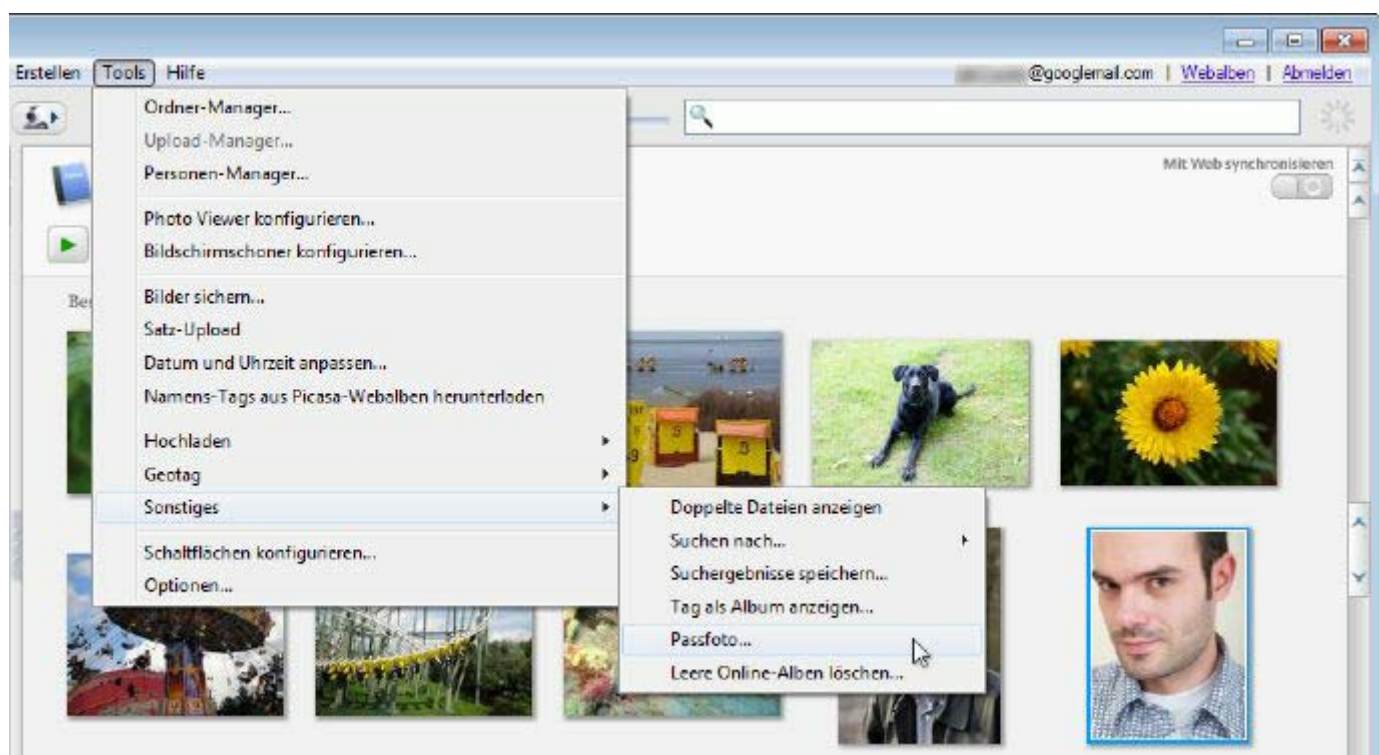 Erstellen Tools Hilfe
@googlemail.com | Webalben | Abmelden
Ordner-Manager...
Upload-Manager...
Personen-Manager...
Mit Web synchronisieren
Photo Viewer konfigurieren...
Bildschirmschoner konfigurieren...
Bilder sichern...
Satz-Upload
Datum und Uhrzeit anpassen...
Namens-Tags aus Picasa-Webalben herunterladen
Hochladen
Geotag
Sonstiges
Schaltflächen konfigurieren...
Optionen...
Doppelte Dateien anzeigen
Suchen nach...
Suchergebnisse speichern...
Tag als Album anzeigen...
Passfoto...
Leere Online-Alben löschen...